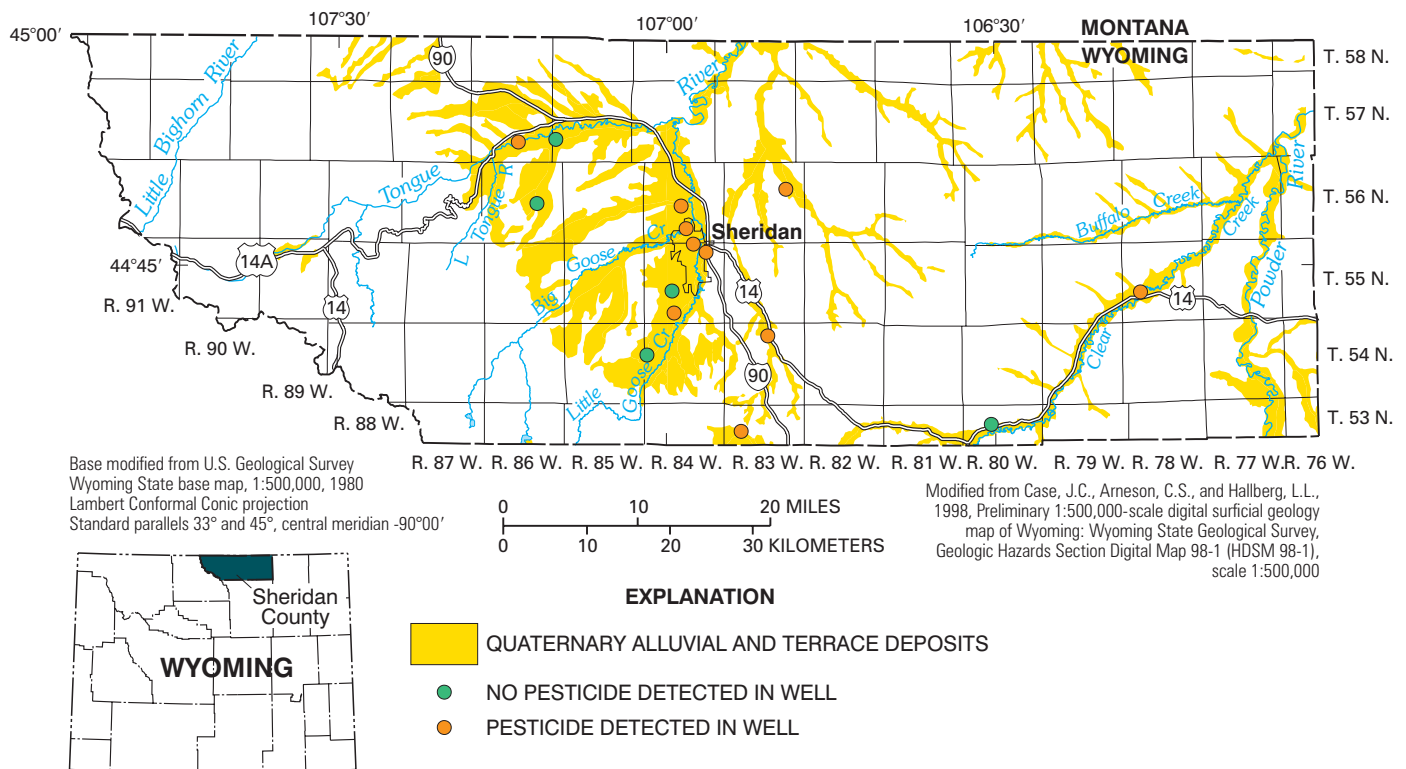 107°30'
107°00'
106°30'
MONTANA
WYOMING
45°00'
44°45'
T. 58 N.
T. 57 N.
T. 56 N.
T. 55 N.
T. 54 N.
T. 53 N.
90
Little Bighorn River
River
Tongue
L. Tongue R.
14A
14
Big Goose Cr.
Sheridan
14
90
Little Goose Cr.
Buffalo Creek
Clear Creek
14
Powder River
R. 91 W.
R. 90 W.
R. 89 W.
R. 88 W.
R. 87 W. R. 86 W. R. 85 W. R. 84 W. R. 83 W. R. 82 W. R. 81 W. R. 80 W. R. 79 W. R. 78 W. R. 77 W. R. 76 W.
Base modified from U.S. Geological Survey
Wyoming State base map, 1:500,000, 1980
Lambert Conformal Conic projection
Standard parallels 33° and 45°, central meridian -90°00'
0 10 20 MILES
0 10 20 30 KILOMETERS
Modified from Case, J.C., Arneson, C.S., and Hallberg, L.L.,
1998, Preliminary 1:500,000-scale digital surficial geology
map of Wyoming: Wyoming State Geological Survey,
Geologic Hazards Section Digital Map 98-1 (HDSM 98-1),
scale 1:500,000
Sheridan
County
WYOMING
EXPLANATION
QUATERNARY ALLUVIAL AND TERRACE DEPOSITS
NO PESTICIDE DETECTED IN WELL
PESTICIDE DETECTED IN WELL